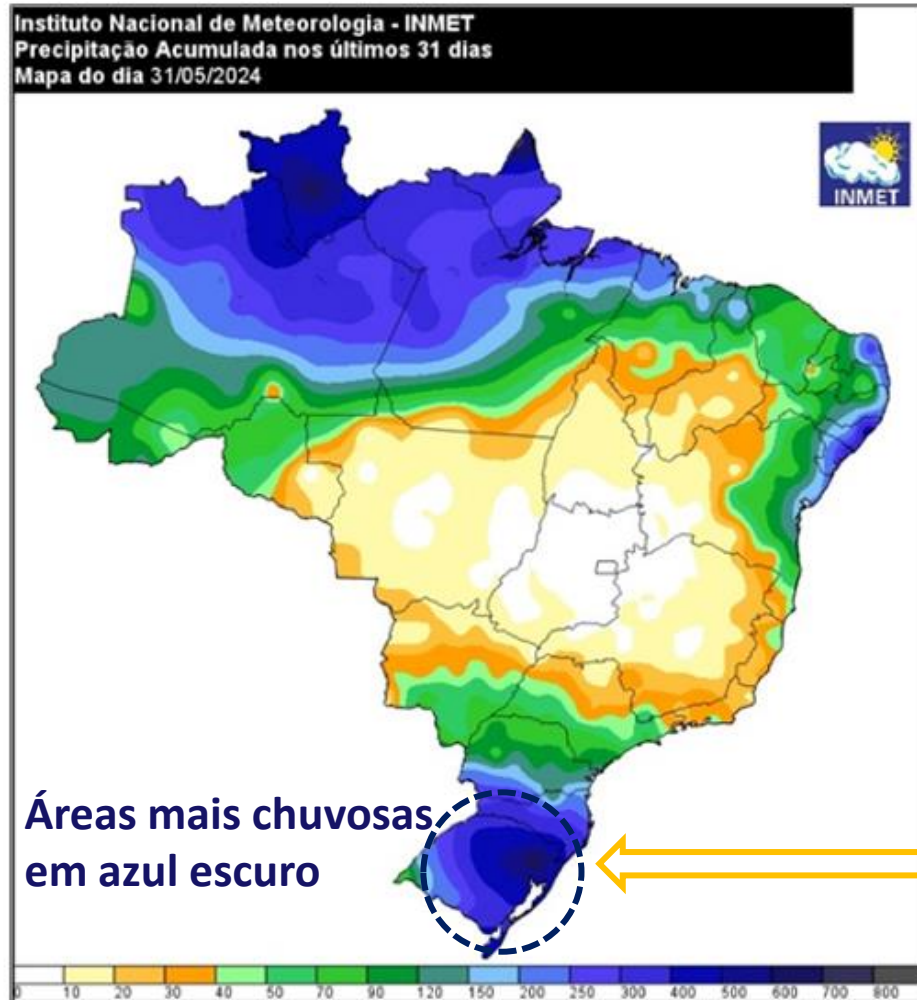 Instituto Nacional de Meteorologia - INMET
Precipitação Acumulada nos últimos 31 dias
Mapa do dia 31/05/2024
INMET
Áreas mais chuvosas
em azul escuro
0 10 20 30 40 50 70 90 120 150 200 250 300 400 500 600 700 800